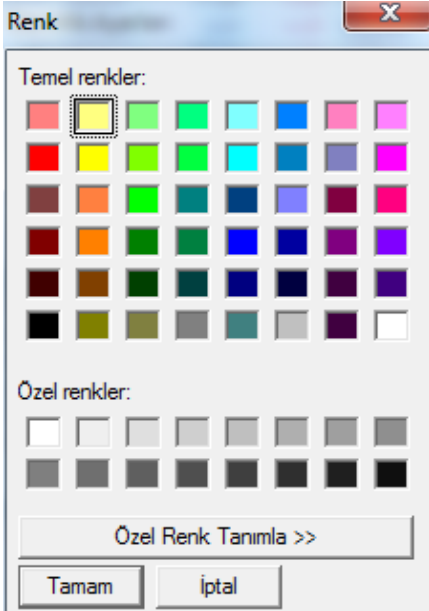 Renk
Temel renkler:
Özel renkler:
Özel Renk Tanımla >>
Tamam
İptal